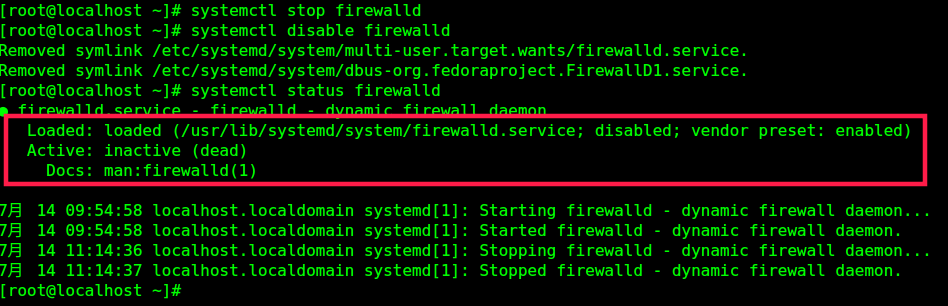 [root@localhost ~]# systemctl stop firewalld
[root@localhost ~]# systemctl disable firewalld
Removed symlink /etc/systemd/system/multi-user.target.wants/firewalld.service.
Removed symlink /etc/systemd/system/dbus-org.fedoraproject.FirewallD1.service.
[root@localhost ~]# systemctl status firewalld
● firewalld.service - firewalld - dynamic firewall daemon
Loaded: loaded (/usr/lib/systemd/system/firewalld.service; disabled; vendor preset: enabled)
Active: inactive (dead)
Docs: man:firewalld(1)
7月 14 09:54:58 localhost.localdomain systemd[1]: Starting firewalld - dynamic firewall daemon...
7月 14 09:54:58 localhost.localdomain systemd[1]: Started firewalld - dynamic firewall daemon.
7月 14 11:14:36 localhost.localdomain systemd[1]: Stopping firewalld - dynamic firewall daemon...
7月 14 11:14:37 localhost.localdomain systemd[1]: Stopped firewalld - dynamic firewall daemon.
[root@localhost ~]#